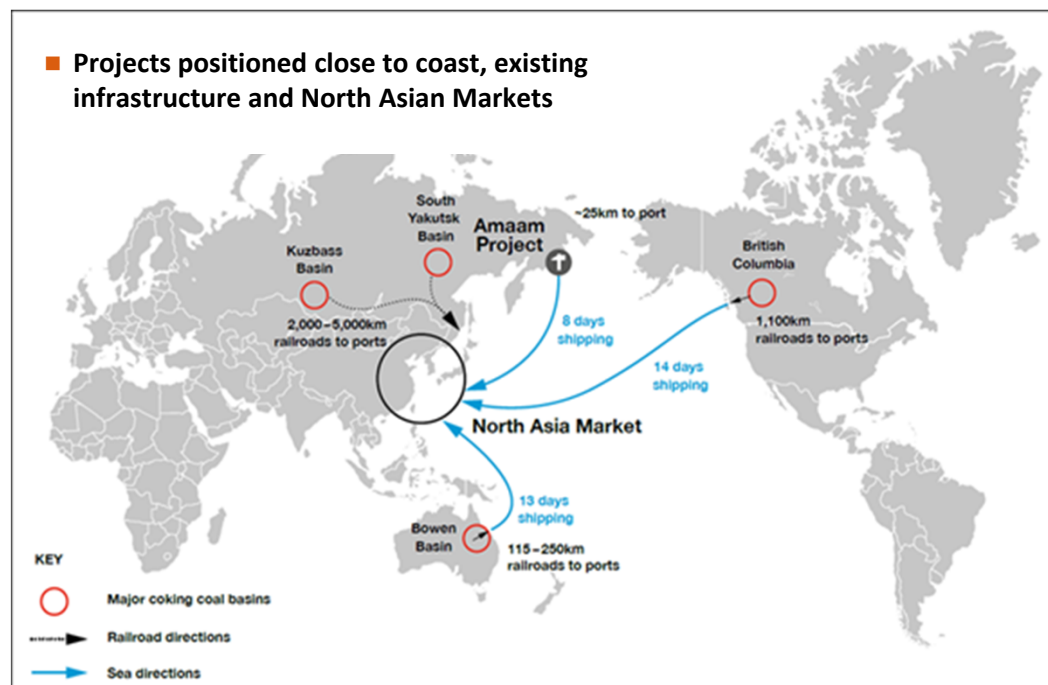 Projects positioned close to coast, existing
infrastructure and North Asian Markets
South
Yakutsk
Basin
Amaam
Project
~25km to port
Kuzbass
Basin
British
Columbia
2,000–5,000km
railroads to ports
8 days
shipping
1,100km
railroads to ports
14 days
shipping
North Asia Market
13 days
shipping
Bowen
Basin
115–250km
railroads to ports
KEY
Major coking coal basins
Railroad directions
Sea directions